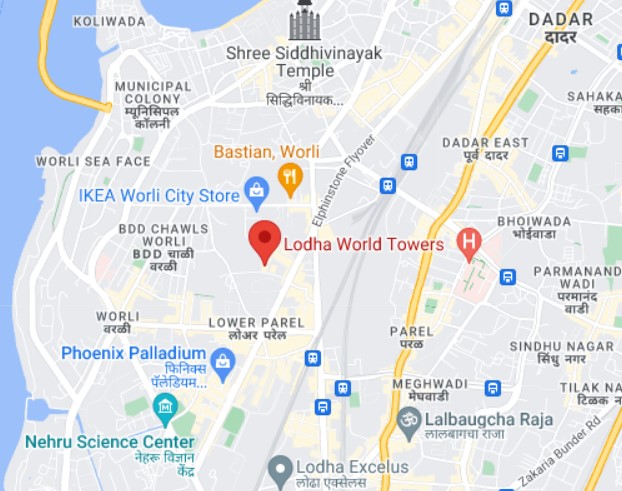 KOLIWADA
DADAR
दादर
Shree Siddhivinayak
Temple
श्री
सिद्धिविनायक...
MUNICIPAL
COLONY
म्यूनिसिपल
कॉलनी
SAHAKA
सहका
DADAR EAST
पूर्व दादर
Bastian, Worli
WORLI SEA FACE
IKEA Worli City Store
Elphinstone Flyover
BDD CHAWLS
WORLI
BDD चाळी
वरळी
Lodha World Towers
H
BHOIWADA
भोईवाडा
PARMANAND
WADI
परमानंद
वाडी
WORLI
वरळी
LOWER PAREL
लोअर परेल
PAREL
परळ
SINDHU NAGAR
सिंधु नगर
Phoenix Palladium
फिनिक्स
पॅलेडियम...
MEGHWADI
मेघवाडी
TILAK NA
टिळक न
Lalbaugcha Raja
लालबागचा राजा
Nehru Science Center
नेहरू विज्ञान
केंद्र
Zakaria Bunder Rd
Lodha Excelus
लोढा एक्सेलस